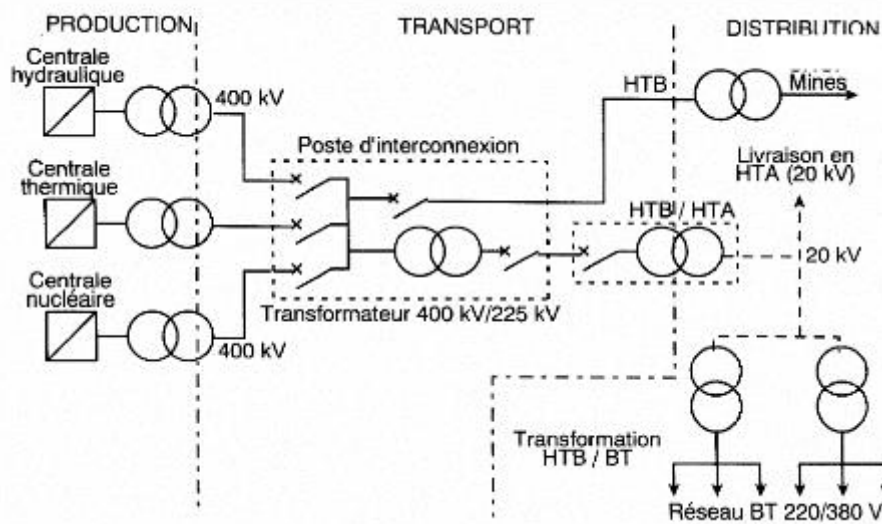 PRODUCTION
TRANSPORT
DISTRIBUTION
Centrale
hydraulique
400 kV
HTB
Mines
Poste d'interconnexion
Livraison en
HTA (20 kV)
Centrale
thermique
HTB / HTA
20 kV
Centrale
nucléaire
Transformateur 400 kV/225 kV
400 kV
Transformation
HTB / BT
Réseau BT 220/380 V